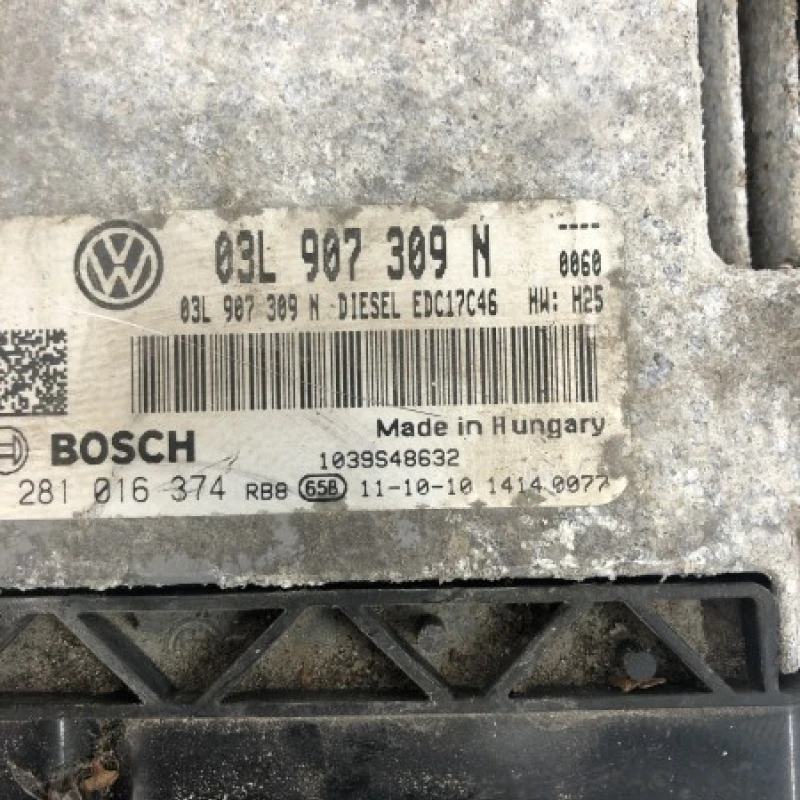 ----
03L 907 309 N 0060
03L 907 309 N DIESEL EDC17C46 HW: H25
Made in Hungary
BOSCH 1039S48632
281 016 374 RB8 65B 11-10-10 1414 0077